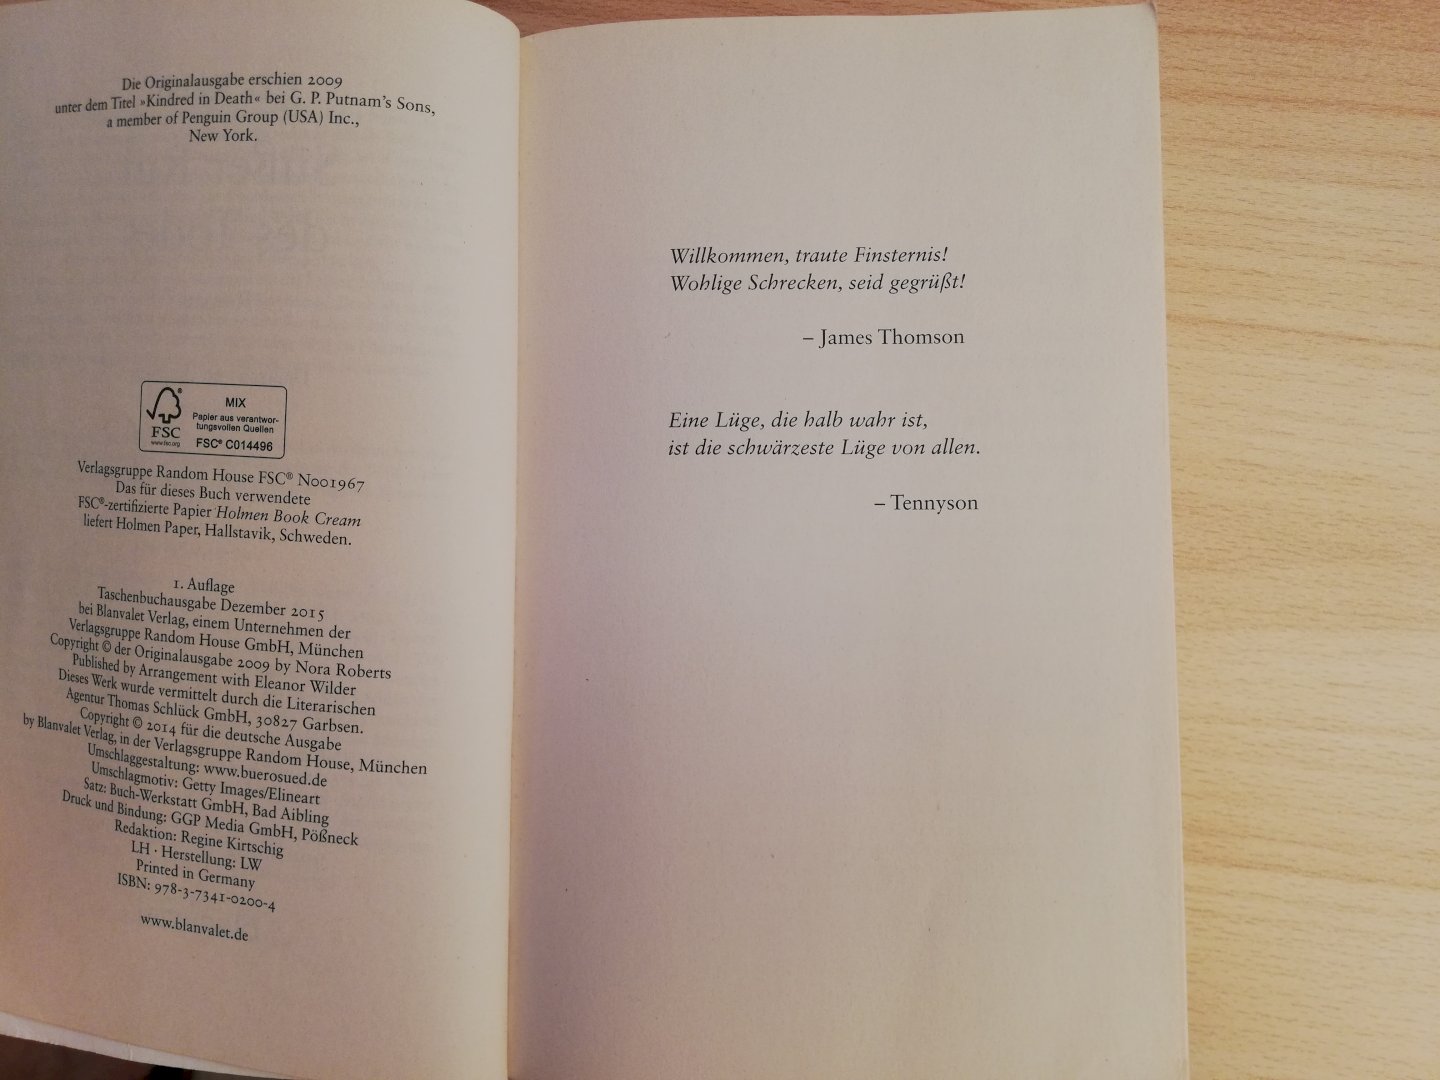 Die Originalausgabe erschien 2009
unter dem Titel »Kindred in Death« bei G. P. Putnam's Sons,
a member of Penguin Group (USA) Inc.,
New York.
MIX
Papier aus verantwor-
tungsvollen Quellen
FSC® C014496
FSC
www.fsc.org
Verlagsgruppe Random House FSC® N001967
Das für dieses Buch verwendete
FSC®-zertifizierte Papier Holmen Book Cream
liefert Holmen Paper, Hallstavik, Schweden.
1. Auflage
Taschenbuchausgabe Dezember 2015
bei Blanvalet Verlag, einem Unternehmen der
Verlagsgruppe Random House GmbH, München
Copyright © der Originalausgabe 2009 by Nora Roberts
Published by Arrangement with Eleanor Wilder
Dieses Werk wurde vermittelt durch die Literarischen
Agentur Thomas Schlück GmbH, 30827 Garbsen.
Copyright © 2014 für die deutsche Ausgabe
by Blanvalet Verlag, in der Verlagsgruppe Random House, München
Umschlaggestaltung: www.buerosued.de
Umschlagmotiv: Getty Images/Elineart
Satz: Buch-Werkstatt GmbH, Bad Aibling
Druck und Bindung: GGP Media GmbH, Pößneck
Redaktion: Regine Kirtschig
LH · Herstellung: LW
Printed in Germany
ISBN: 978-3-7341-0200-4
www.blanvalet.de
Willkommen, traute Finsternis!
Wohlige Schrecken, seid gegrüßt!
– James Thomson
Eine Lüge, die halb wahr ist,
ist die schwärzeste Lüge von allen.
– Tennyson